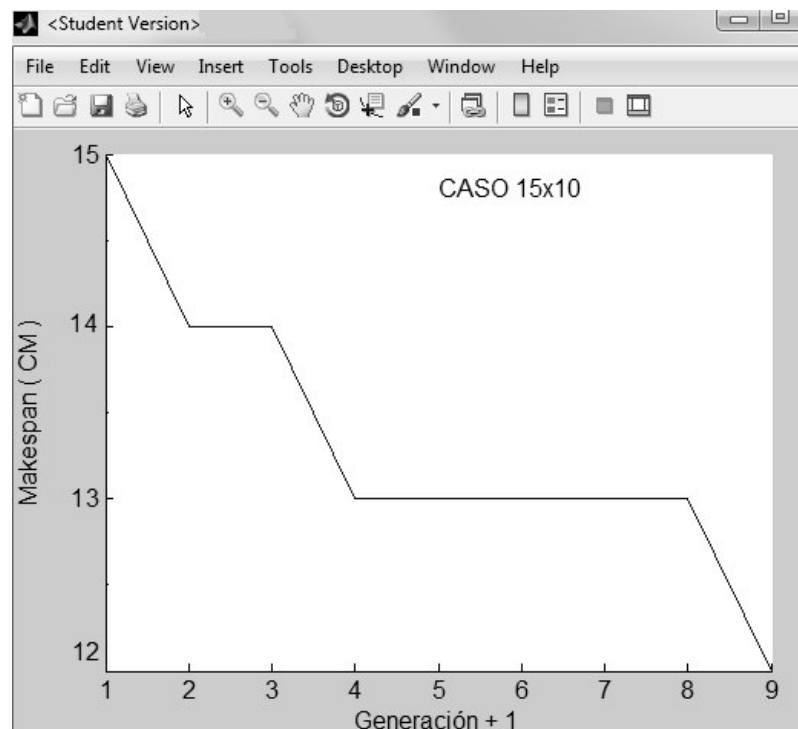 <Student Version>
File Edit View Insert Tools Desktop Window Help
CASO 15x10
15
14
13
12
Makespan ( CM )
1 2 3 4 5 6 7 8 9
Generación + 1